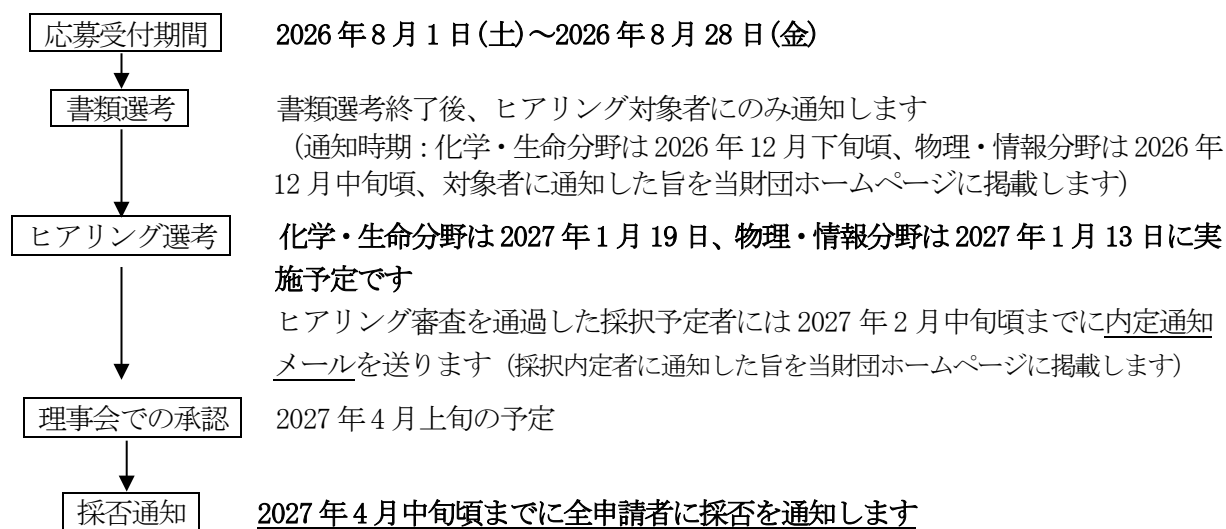 応募受付期間 2026年8月1日(土)～2026年8月28日(金)
書類選考 書類選考終了後、ヒアリング対象者にのみ通知します
(通知時期：化学・生命分野は2026年12月下旬頃、物理・情報分野は2026年
12月中旬頃、対象者に通知した旨を当財団ホームページに掲載します)
ヒアリング選考 化学・生命分野は2027年1月19日、物理・情報分野は2027年1月13日に実
施予定です
ヒアリング審査を通過した採択予定者には2027年2月中旬頃までに内定通知
メールを送ります (採択内定者に通知した旨を当財団ホームページに掲載します)
理事会での承認 2027年4月上旬の予定
採否通知 2027年4月中旬頃までに全申請者に採否を通知します